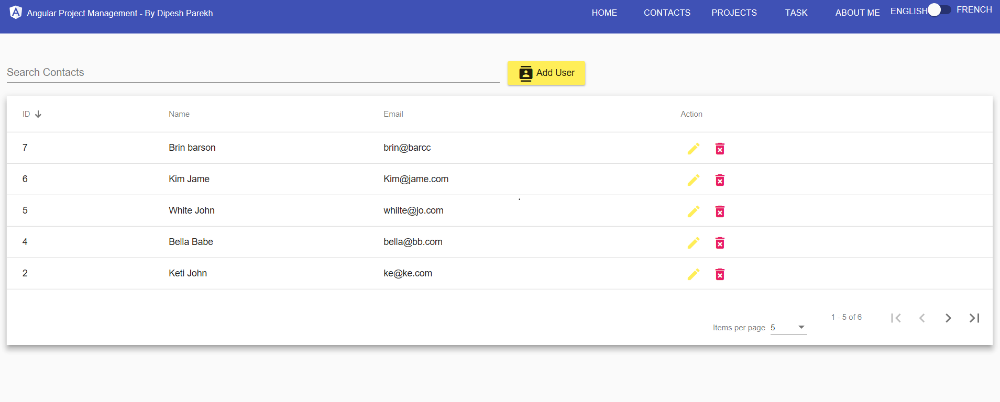 Angular Project Management - By Dipesh Parekh
HOME CONTACTS PROJECTS TASK ABOUT ME ENGLISH FRENCH
Search Contacts
Add User
ID Name Email Action
7 Brin barson brin@barcc
6 Kim Jame Kim@jame.com
5 White John whilte@jo.com
4 Bella Babe bella@bb.com
2 Keti John ke@ke.com
1 - 5 of 6
Items per page 5